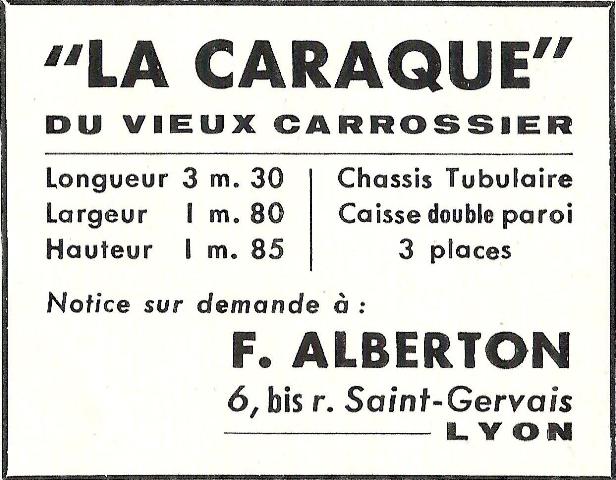 "LA CARAQUE"
DU VIEUX CARROSSIER
Longueur 3 m. 30
Largeur 1 m. 80
Hauteur 1 m. 85
Chassis Tubulaire
Caisse double paroi
3 places
Notice sur demande à :
F. ALBERTON
6, bis r. Saint-Gervais
LYON